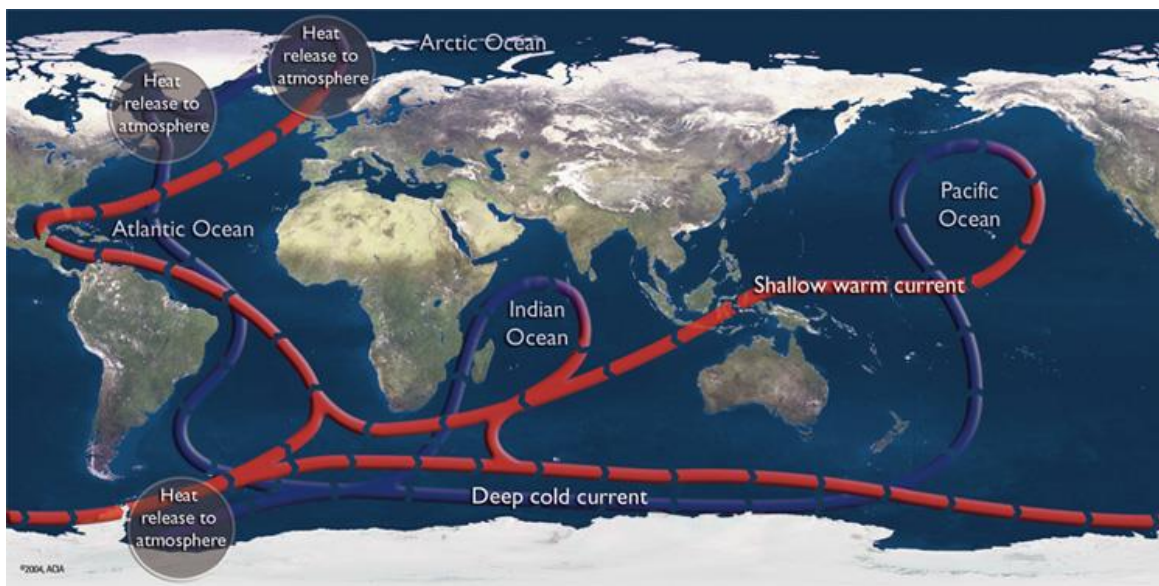 Heat
release to
atmosphere
Arctic Ocean
Heat
release to
atmosphere
Pacific
Ocean
Atlantic Ocean
Shallow warm current
Indian
Ocean
Deep cold current
Heat
release to
atmosphere
©2004, ACIA